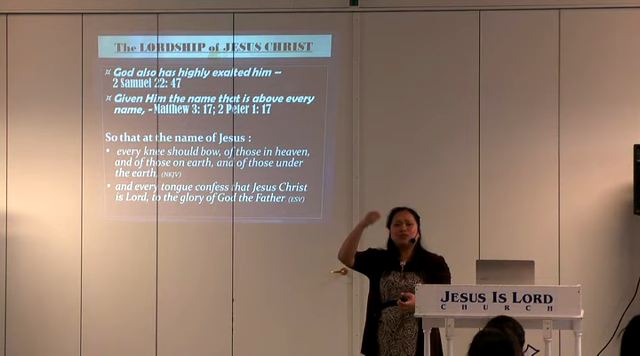 The LORDSHIP of JESUS CHRIST
¤ God also has highly exalted him –
2 Samuel 22: 47
¤ Given Him the name that is above every
name, -Matthew 3: 17; 2 Peter 1: 17
So that at the name of Jesus :
• every knee should bow, of those in heaven,
and of those on earth, and of those under
the earth, (NKJV)
• and every tongue confess that Jesus Christ
is Lord, to the glory of God the Father (ESV)
JESUS IS LORD
CHURCH